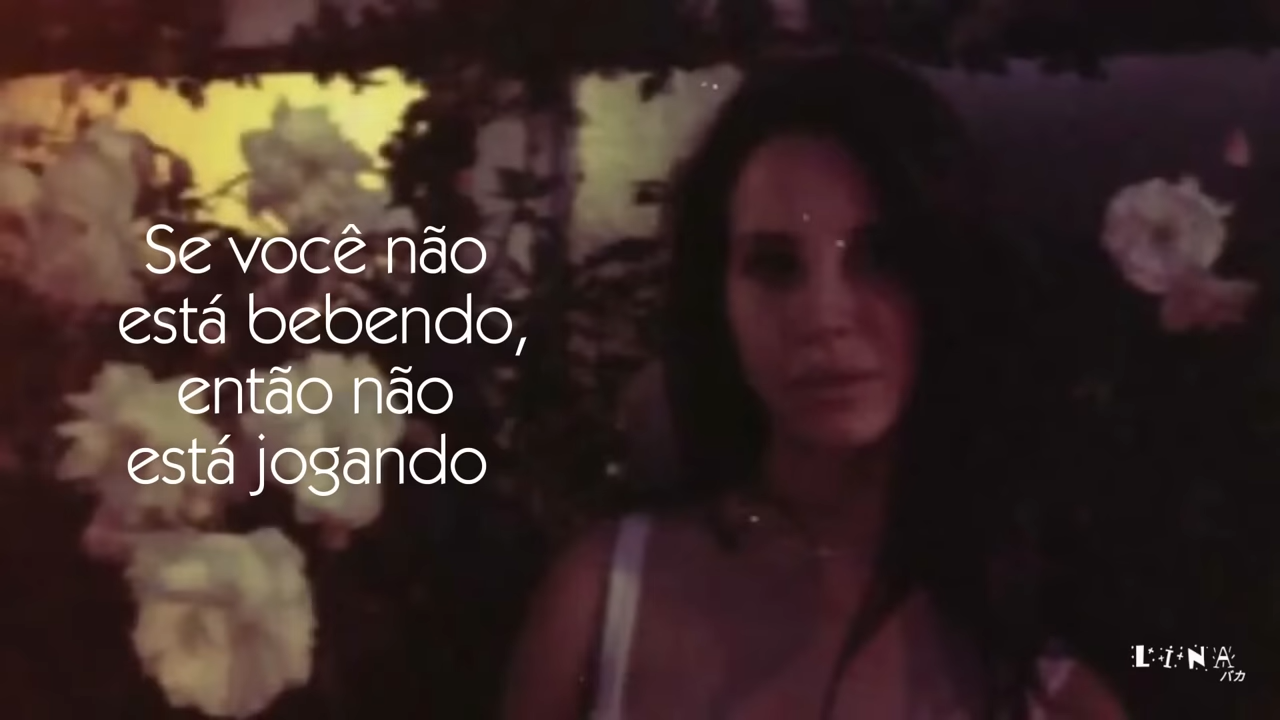 Se você não
está bebendo,
então não
está jogando
LINA
バカ